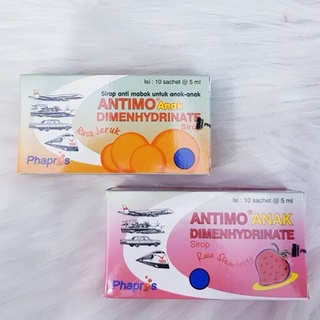 Isi : 10 sachet @ 5 ml
Sirop anti mabok untuk anak-anak
ANTIMO Anak
DIMENHYDRINATE
Sirop
Rasa Jeruk
Phapros
Isi : 10 sachet @ 5 ml
ANTIMO® ANAK
DIMENHYDRINATE
Sirop
Rasa Strawberry
Phapros